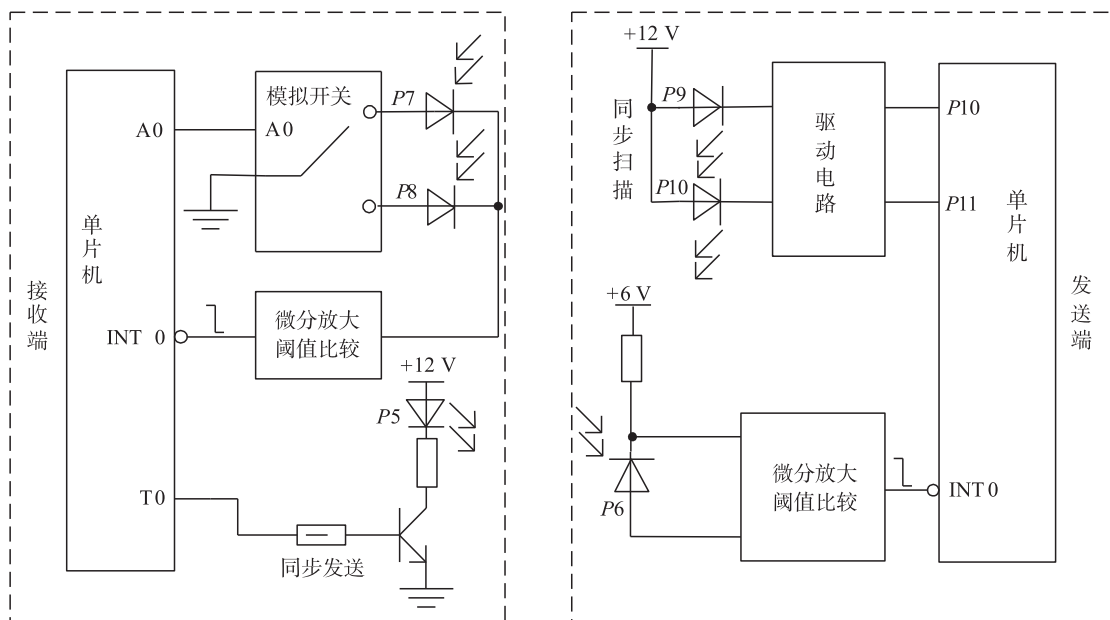 接收端
单片机
A0
INT 0
T0
模拟开关
A0
P7
P8
微分放大
阈值比较
+12 V
P5
同步发送
+12 V
同步扫描
P9
P10
驱动电路
P10
P11
单片机
发送端
+6 V
P6
微分放大
阈值比较
INT 0